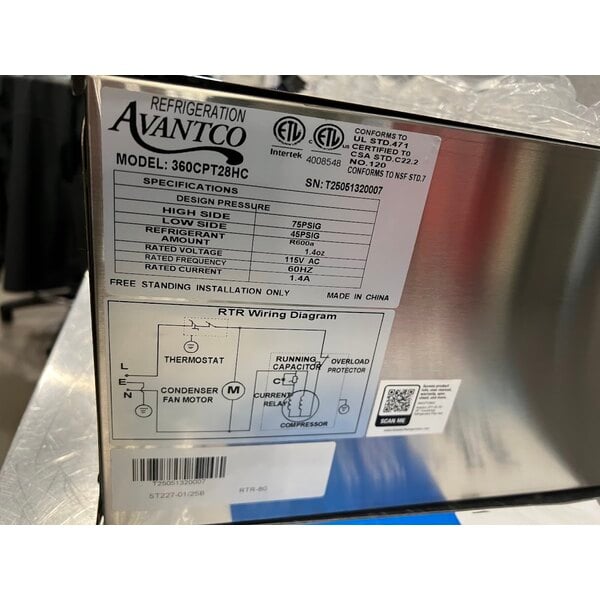 REFRIGERATION
AVANTCO
MODEL: 360CPT28HC
ETL
Intertek
C ETL US
4008548
CONFORMS TO
UL STD.471
CERTIFIED TO
CSA STD.C22.2
NO.120
CONFORMS TO NSF STD.7
SN: T25051320007
SPECIFICATIONS
DESIGN PRESSURE
HIGH SIDE 75PSIG
LOW SIDE 45PSIG
REFRIGERANT R600a
AMOUNT 1.4oz
RATED VOLTAGE 115V AC
RATED FREQUENCY 60HZ
RATED CURRENT 1.4A
FREE STANDING INSTALLATION ONLY
MADE IN CHINA
RTR Wiring Diagram
THERMOSTAT
RUNNING
CAPACITOR
OVERLOAD
PROTECTOR
L
E
N
CONDENSER
FAN MOTOR
M
C
CURRENT
RELAY
COMPRESSOR
SCAN ME
T25051320007
ST227-01/25B
RTR-80